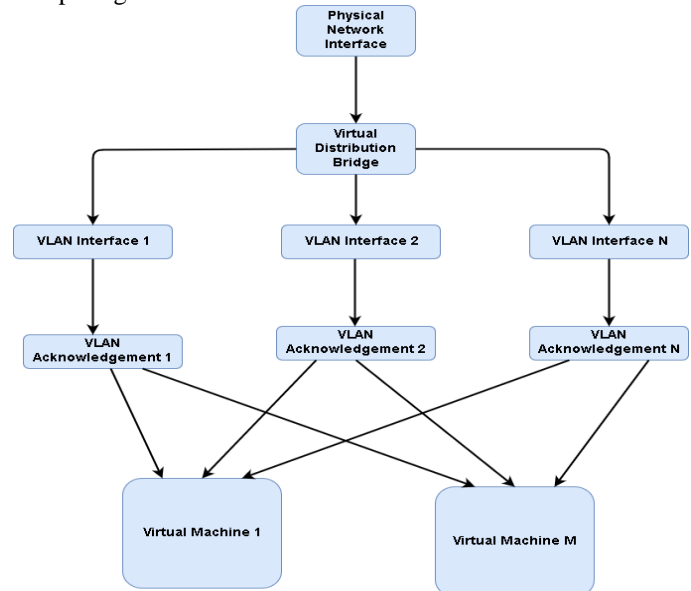 Physical
Network
Interface
Virtual
Distribution
Bridge
VLAN Interface 1
VLAN Interface 2
VLAN Interface N
VLAN
Acknowledgement 1
VLAN
Acknowledgement 2
VLAN
Acknowledgement N
Virtual Machine 1
Virtual Machine M